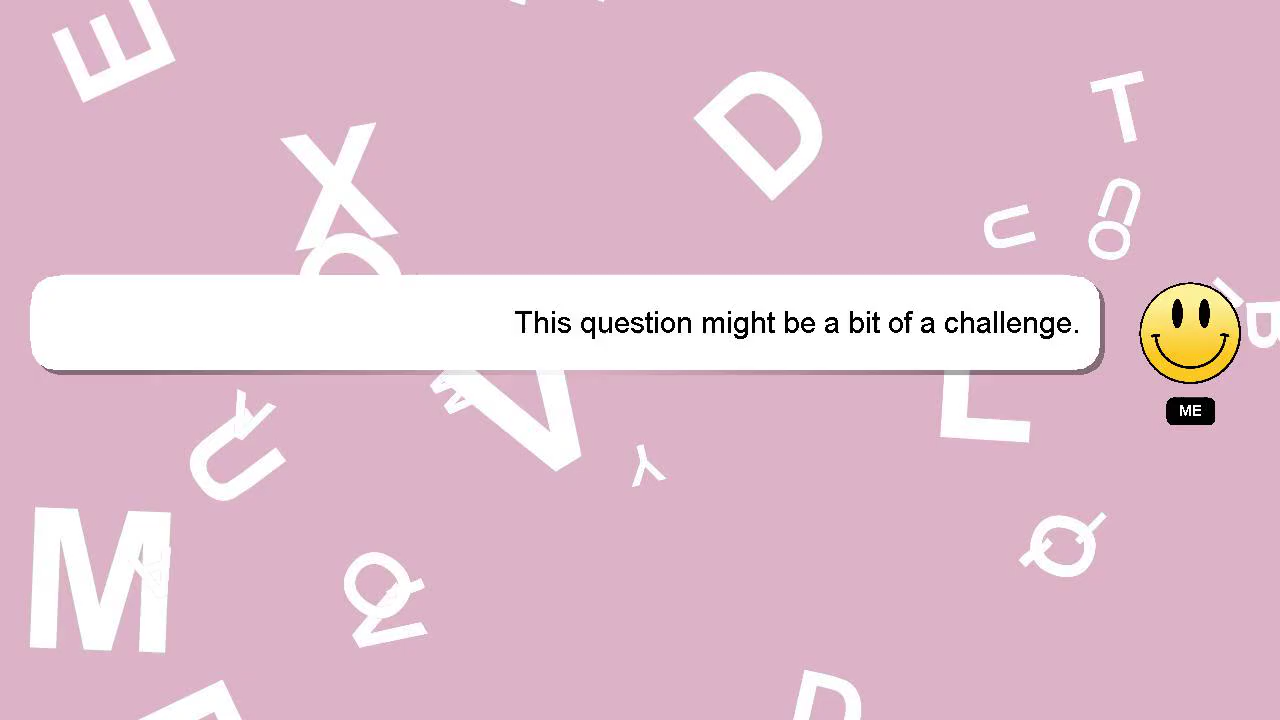 E
X
D
T
U
U
O
This question might be a bit of a challenge.
ME
V
L
Y
U
Y
M
Q
D